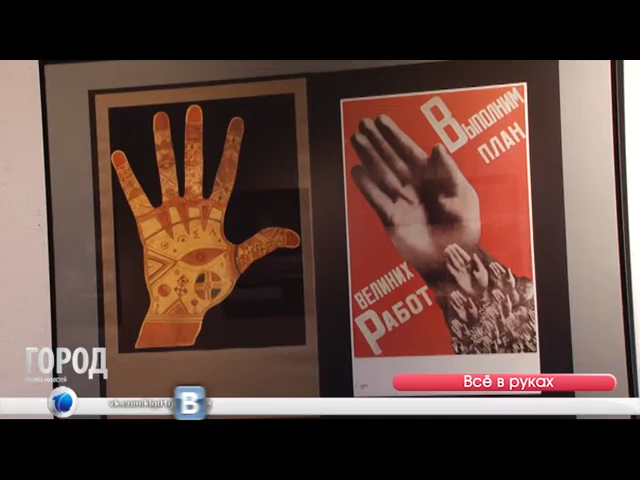 Выполним
план
великих
Работ
ГОРОД
Всё в руках
В